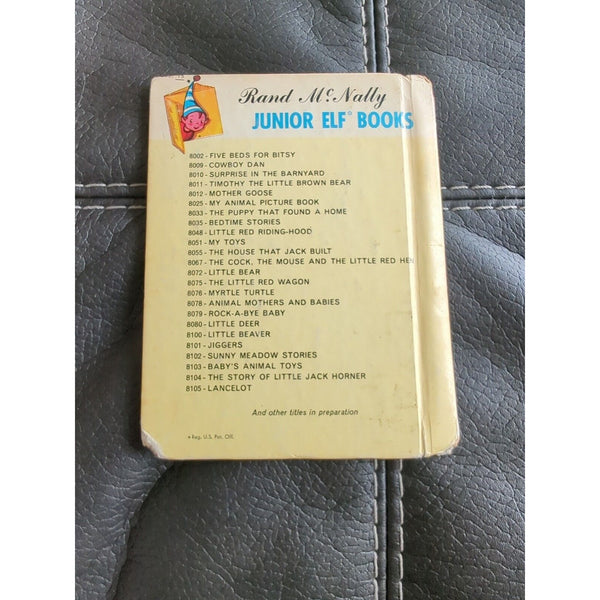 Rand McNally
JUNIOR ELF® BOOKS
8002 - FIVE BEDS FOR BITSY
8009 - COWBOY DAN
8010 - SURPRISE IN THE BARNYARD
8011 - TIMOTHY THE LITTLE BROWN BEAR
8012 - MOTHER GOOSE
8025 - MY ANIMAL PICTURE BOOK
8033 - THE PUPPY THAT FOUND A HOME
8035 - BEDTIME STORIES
8048 - LITTLE RED RIDING-HOOD
8051 - MY TOYS
8055 - THE HOUSE THAT JACK BUILT
8067 - THE COCK, THE MOUSE AND THE LITTLE RED HEN
8072 - LITTLE BEAR
8075 - THE LITTLE RED WAGON
8076 - MYRTLE TURTLE
8078 - ANIMAL MOTHERS AND BABIES
8079 - ROCK-A-BYE BABY
8080 - LITTLE DEER
8100 - LITTLE BEAVER
8101 - JIGGERS
8102 - SUNNY MEADOW STORIES
8103 - BABY'S ANIMAL TOYS
8104 - THE STORY OF LITTLE JACK HORNER
8105 - LANCELOT
And other titles in preparation
Reg. U.S. Pat. Off.